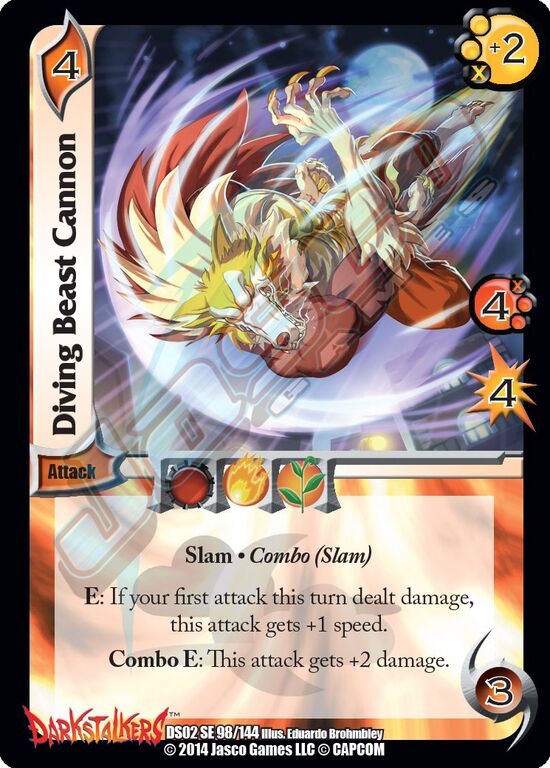 4
+2
X
Diving Beast Cannon
4
X
4
Attack
Slam • Combo (Slam)
E: If your first attack this turn dealt damage,
this attack gets +1 speed.
Combo E: This attack gets +2 damage.
3
DARKSTALKERS™
DS02 SE 98/144 Illus. Eduardo Brohmbley
© 2014 Jasco Games LLC © CAPCOM